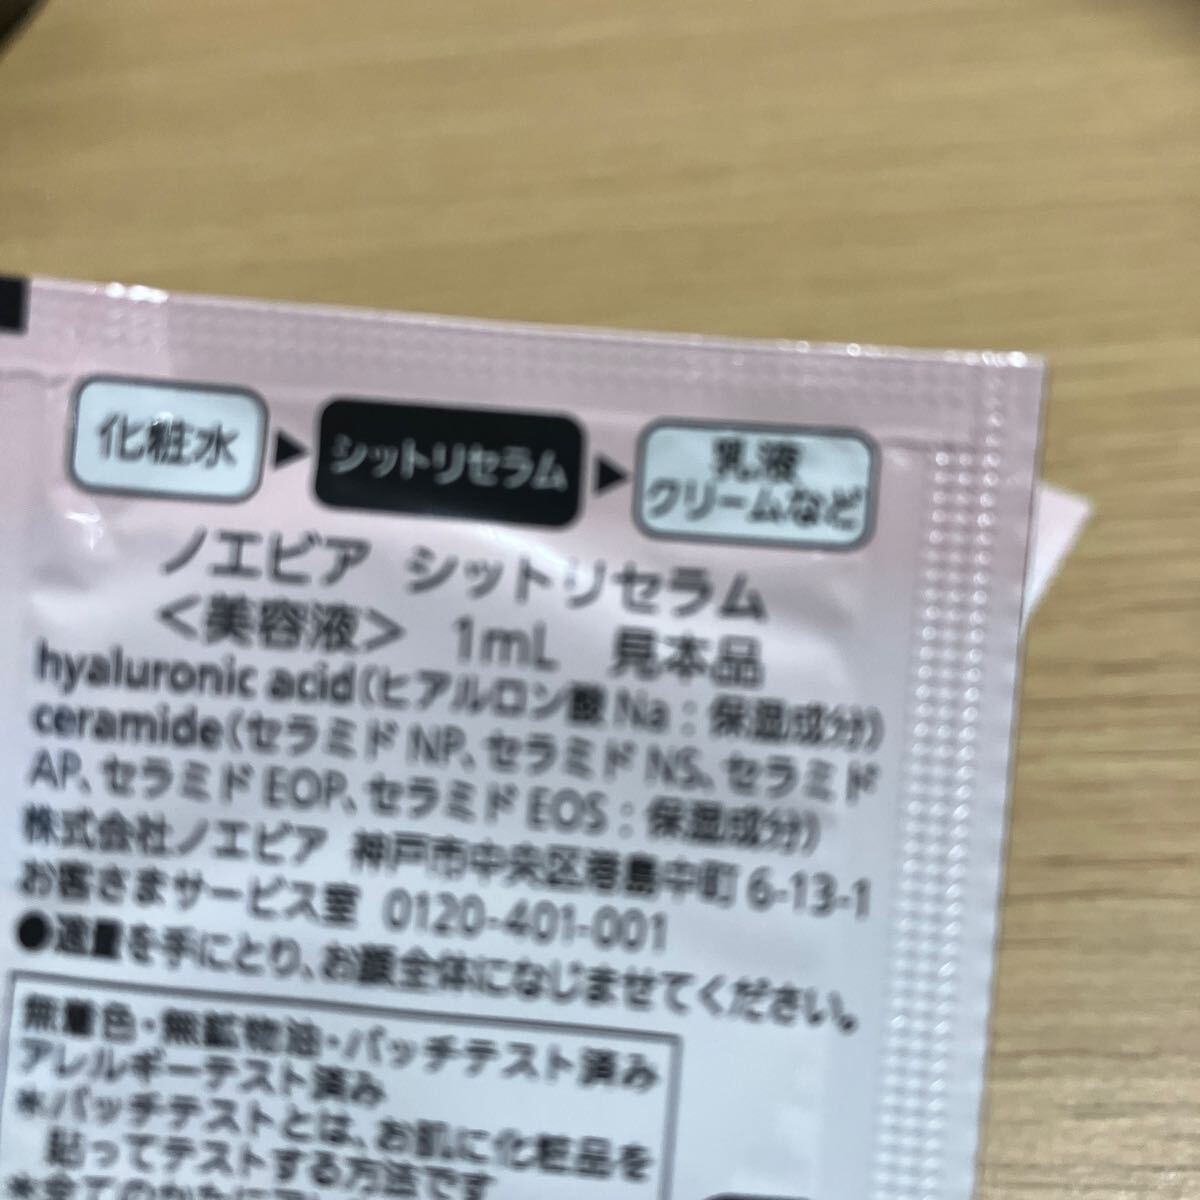 化粧水 ▶ シットリセラム ▶ 乳液
クリームなど
ノエビア シットリセラム
＜美容液＞ 1mL 見本品
hyaluronic acid（ヒアルロン酸Na：保湿成分）
ceramide（セラミドNP、セラミドNS、セラミド
AP、セラミドEOP、セラミドEOS：保湿成分）
株式会社ノエビア 神戸市中央区港島中町6-13-1
お客さまサービス室 0120-401-001
●適量を手にとり、お顔全体になじませてください。
無着色・無鉱物油・パッチテスト済み
アレルギーテスト済み
＊パッチテストとは、お肌に化粧品を
貼ってテストする方法です
＊全てのかたに